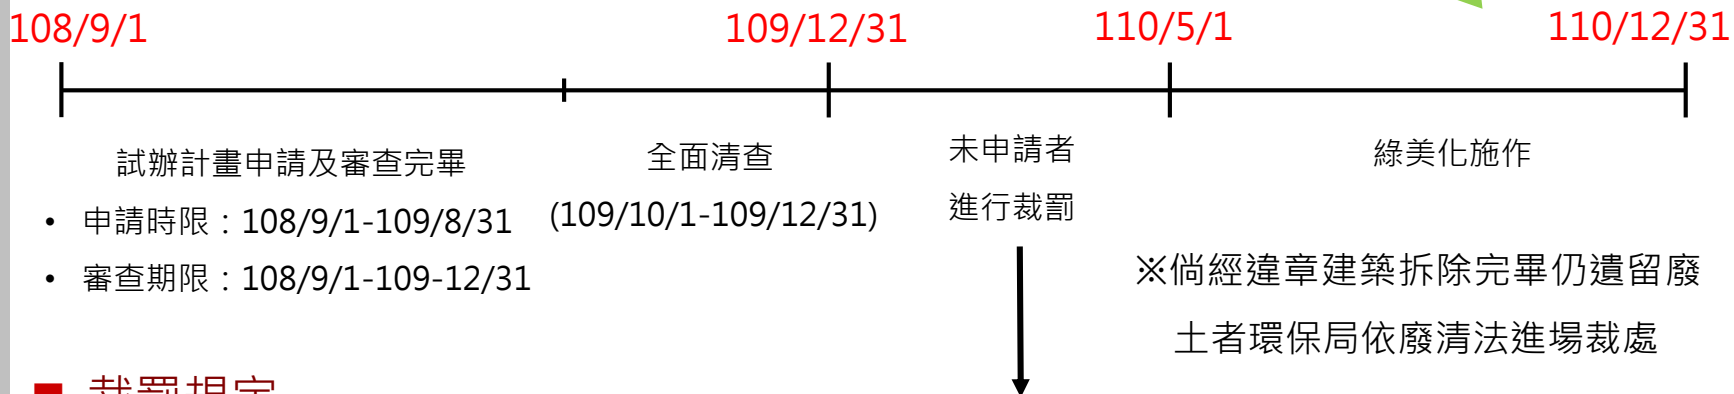 108/9/1
109/12/31
110/5/1
110/12/31
試辦計畫申請及審查完畢
• 申請時限：108/9/1-109/8/31
• 審查期限：108/9/1-109-12/31
全面清查
(109/10/1-109/12/31)
未申請者
進行裁罰
綠美化施作
※倘經違章建築拆除完畢仍遺留廢
土者環保局依廢清法進場裁處
■ 裁罰規定